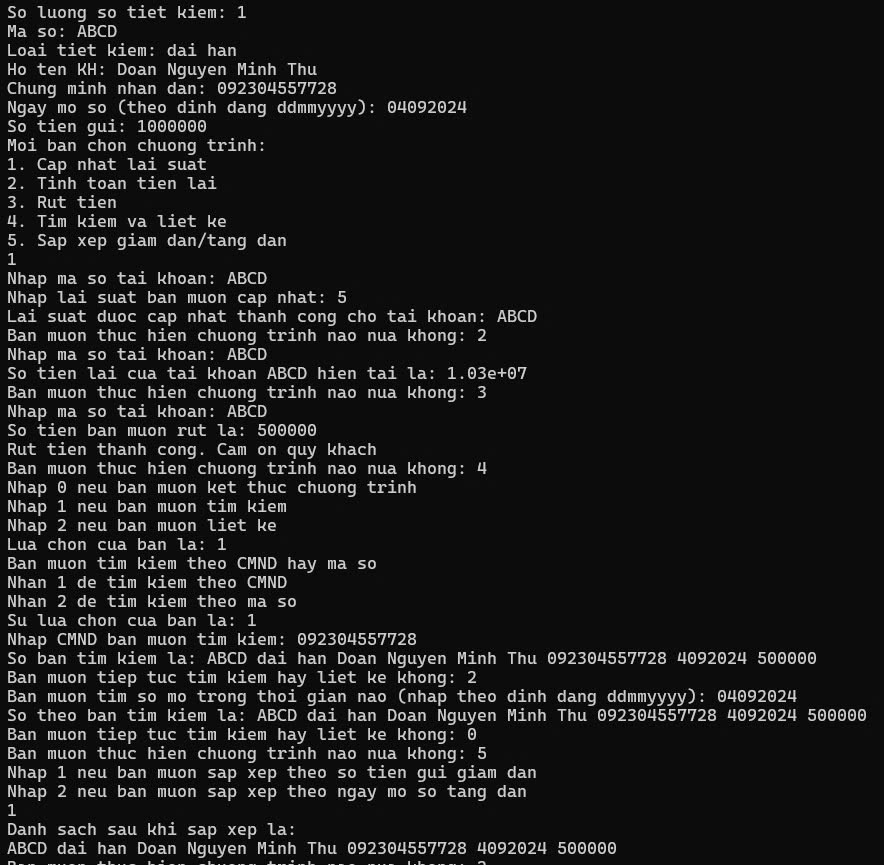 So luong so tiet kiem: 1
Ma so: ABCD
Loai tiet kiem: dai han
Ho ten KH: Doan Nguyen Minh Thu
Chung minh nhan dan: 092304557728
Ngay mo so (theo dinh dang ddmmyyyy): 04092024
So tien gui: 1000000
Moi ban chon chuong trinh:
1. Cap nhat lai suat
2. Tinh toan tien lai
3. Rut tien
4. Tim kiem va liet ke
5. Sap xep giam dan/tang dan
1
Nhap ma so tai khoan: ABCD
Nhap lai suat ban muon cap nhat: 5
Lai suat duoc cap nhat thanh cong cho tai khoan: ABCD
Ban muon thuc hien chuong trinh nao nua khong: 2
Nhap ma so tai khoan: ABCD
So tien lai cua tai khoan ABCD hien tai la: 1.03e+07
Ban muon thuc hien chuong trinh nao nua khong: 3
Nhap ma so tai khoan: ABCD
So tien ban muon rut la: 500000
Rut tien thanh cong. Cam on quy khach
Ban muon thuc hien chuong trinh nao nua khong: 4
Nhap 0 neu ban muon ket thuc chuong trinh
Nhap 1 neu ban muon tim kiem
Nhap 2 neu ban muon liet ke
Lua chon cua ban la: 1
Ban muon tim kiem theo CMND hay ma so
Nhan 1 de tim kiem theo CMND
Nhan 2 de tim kiem theo ma so
Su lua chon cua ban la: 1
Nhap CMND ban muon tim kiem: 092304557728
So ban tim kiem la: ABCD dai han Doan Nguyen Minh Thu 092304557728 4092024 500000
Ban muon tiep tuc tim kiem hay liet ke khong: 2
Ban muon tim so mo trong thoi gian nao (nhap theo dinh dang ddmmyyyy): 04092024
So theo ban tim kiem la: ABCD dai han Doan Nguyen Minh Thu 092304557728 4092024 500000
Ban muon tiep tuc tim kiem hay liet ke khong: 0
Ban muon thuc hien chuong trinh nao nua khong: 5
Nhap 1 neu ban muon sap xep theo so tien gui giam dan
Nhap 2 neu ban muon sap xep theo ngay mo so tang dan
1
Danh sach sau khi sap xep la:
ABCD dai han Doan Nguyen Minh Thu 092304557728 4092024 500000